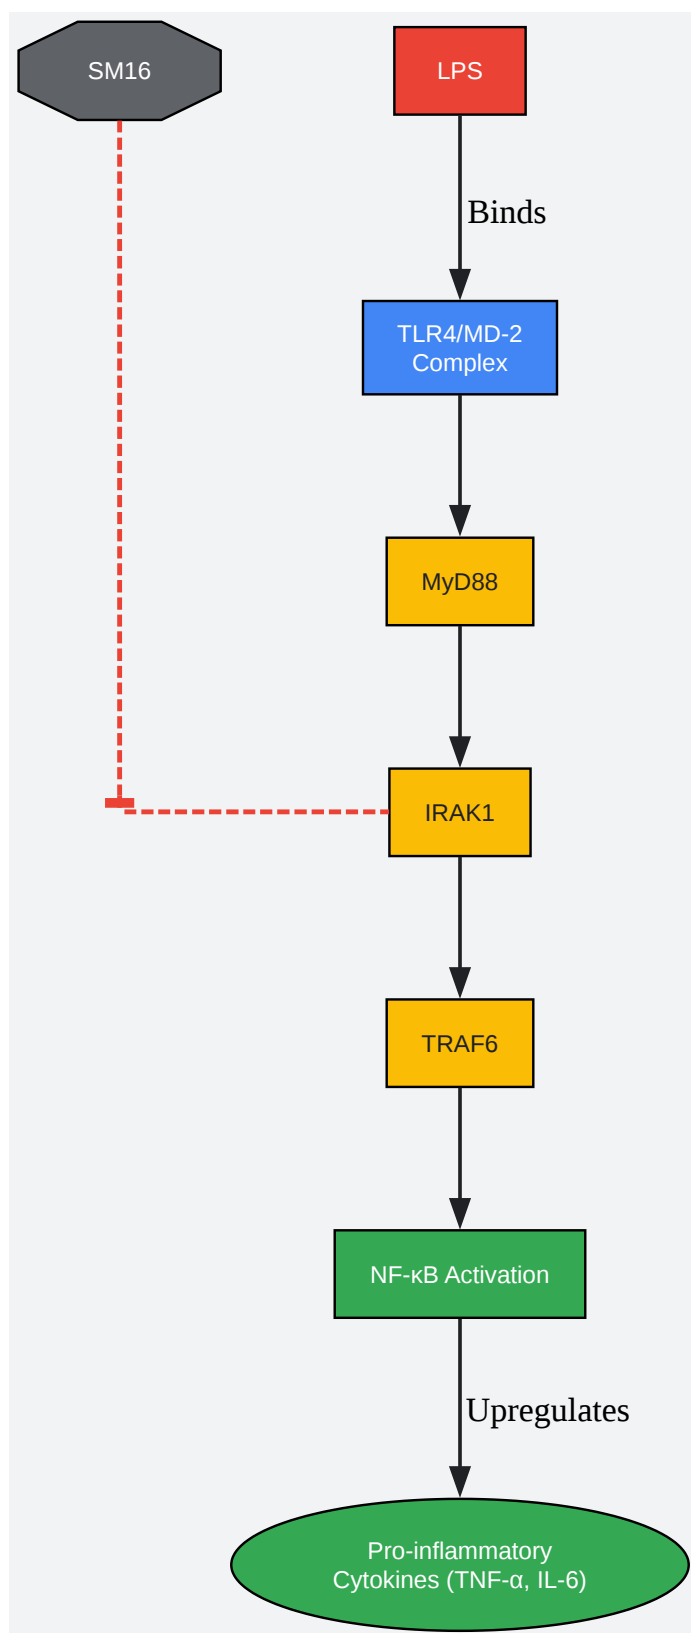 SM16
LPS
Binds
TLR4/MD-2
Complex
MyD88
IRAK1
TRAF6
NF-κB Activation
Upregulates
Pro-inflammatory
Cytokines (TNF-α, IL-6)